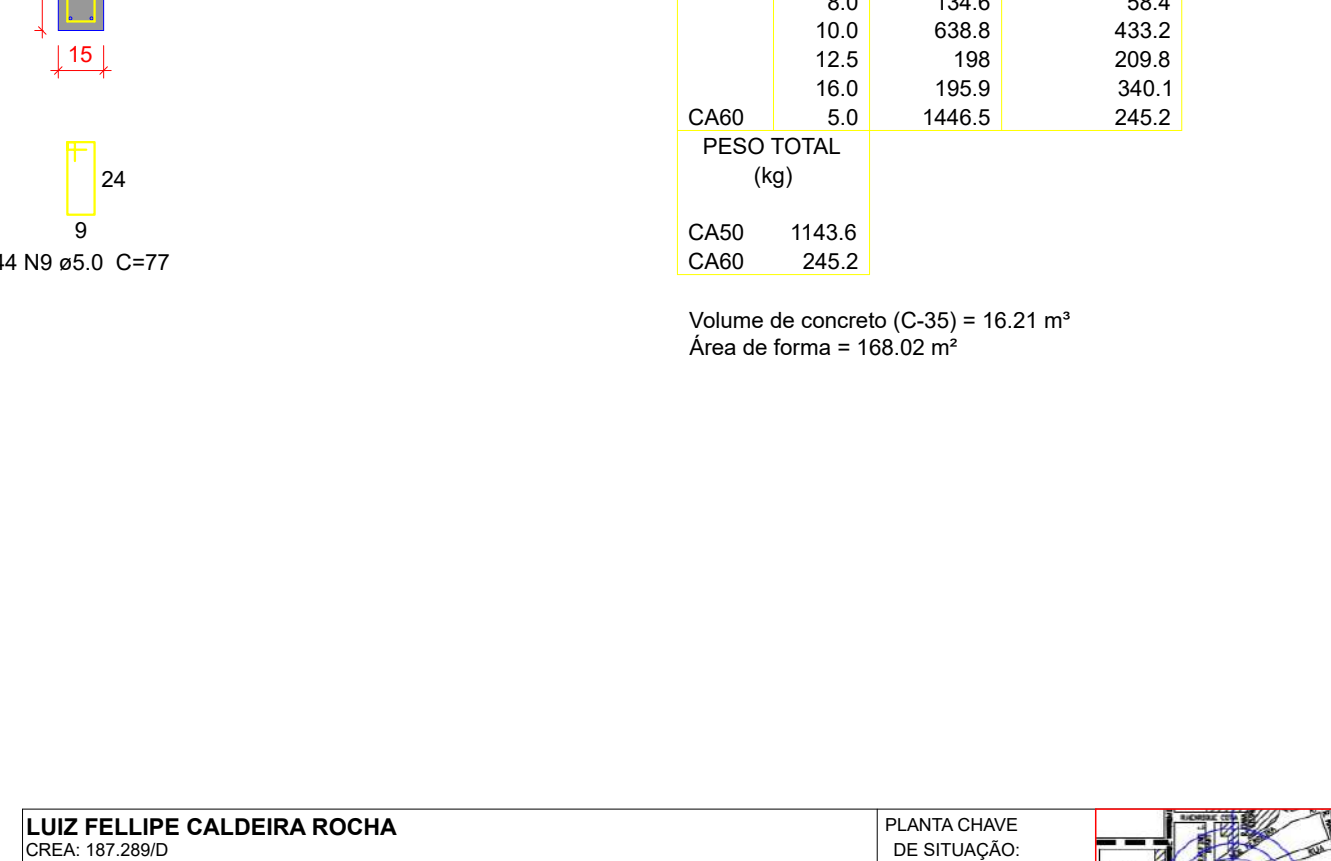 8.0 134.6 58.4
10.0 638.8 433.2
15
12.5 198 209.8
16.0 195.9 340.1
CA60 5.0 1446.5 245.2
PESO TOTAL
(kg)
24
9
CA50 1143.6
CA60 245.2
44 N9 ø5.0 C=77
Volume de concreto (C-35) = 16.21 m³
Área de forma = 168.02 m²
LUIZ FELLIPE CALDEIRA ROCHA
CREA: 187.289/D
PLANTA CHAVE
DE SITUAÇÃO:
RUA